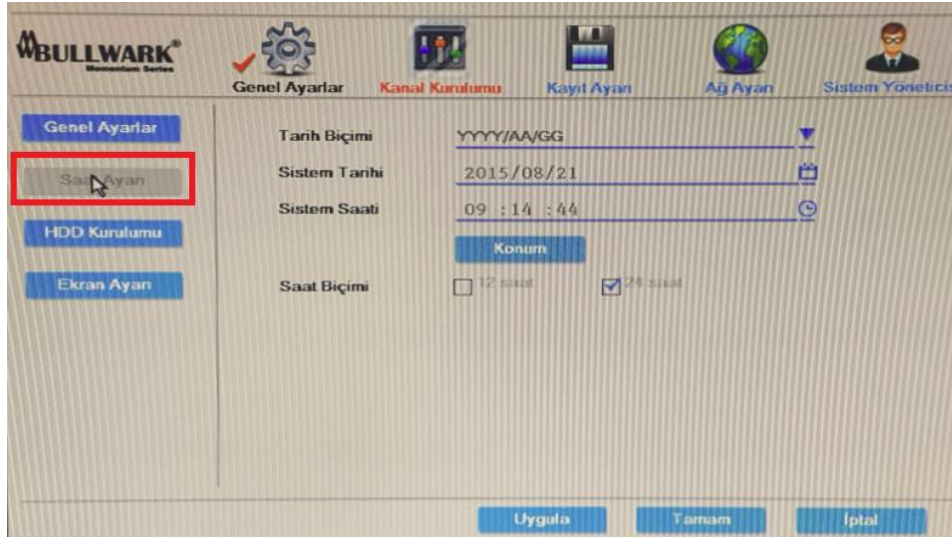 BULLWARK®
Momentum Series
Genel Ayarlar
Kanal Kurulumu
Kayıt Ayarı
Ağ Ayarı
Sistem Yöneticis
Genel Ayarlar
Saat Ayarı
HDD Kurulumu
Ekran Ayarı
Tarih Biçimi YYYY/AA/GG
Sistem Tarihi 2015/08/21
Sistem Saati 09 : 14 : 44
Konum
Saat Biçimi 12 saat 24 saat
Uygula Tamam İptal